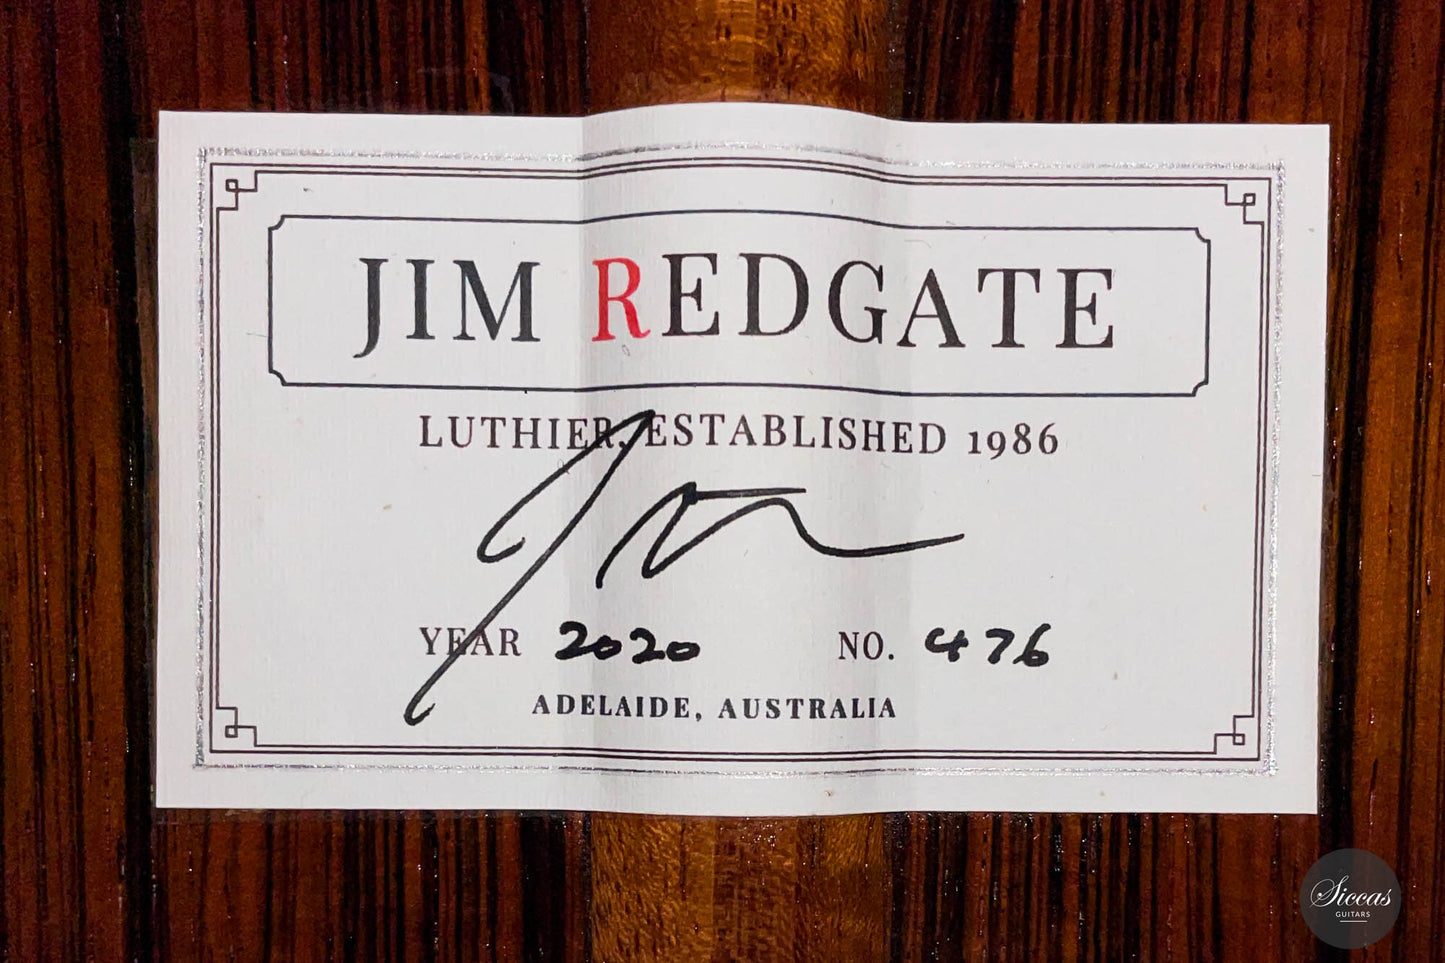 JIM REDGATE
LUTHIER, ESTABLISHED 1986
YEAR 2020 NO. 476
ADELAIDE, AUSTRALIA
Siccas
GUITARS